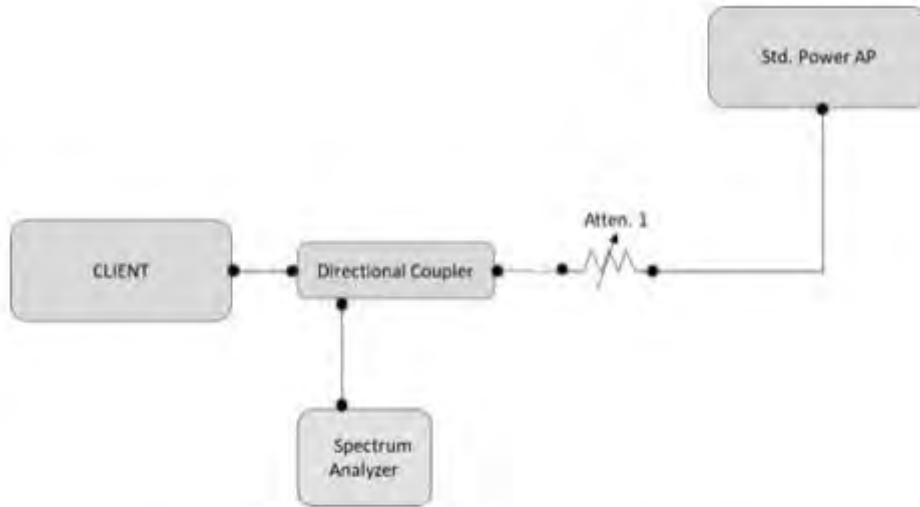 Std. Power AP
Atten. 1
CLIENT
Directional Coupler
Spectrum
Analyzer